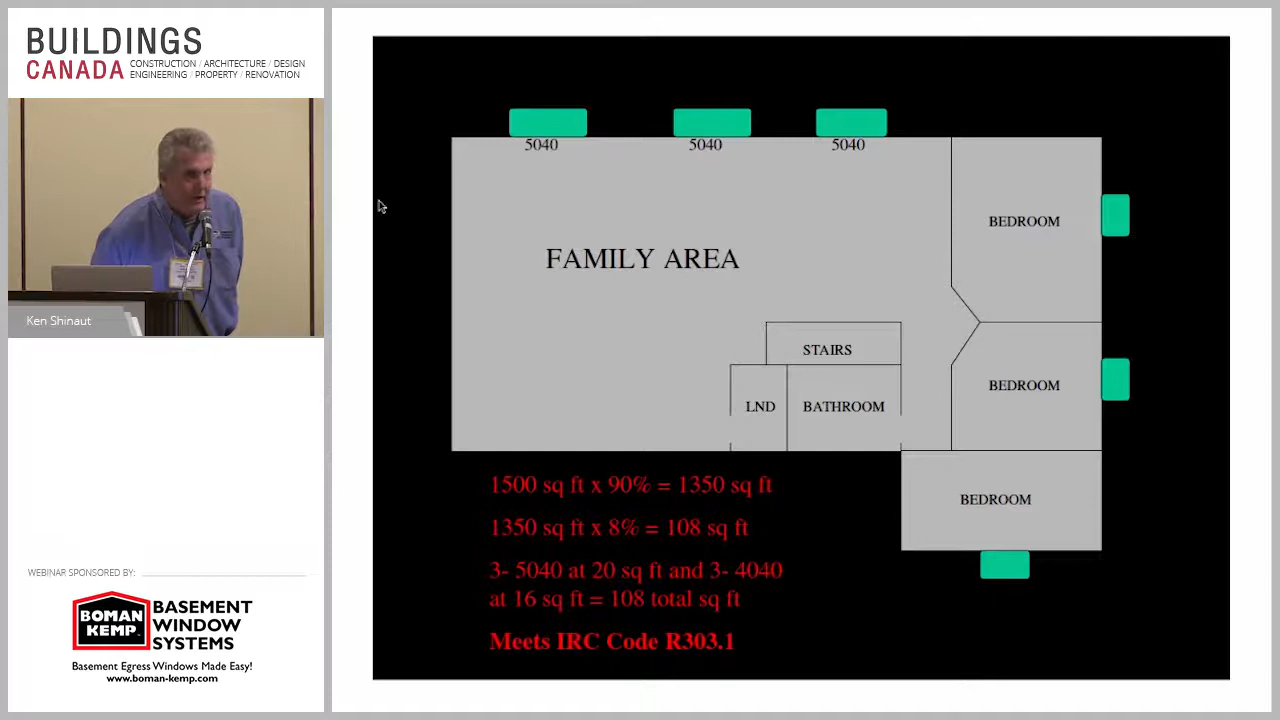 BUILDINGS
CANADA
CONSTRUCTION / ARCHITECTURE / DESIGN
ENGINEERING / PROPERTY / RENOVATION
Ken Shinaut
WEBINAR SPONSORED BY:
BOMAN
KEMP
BASEMENT
WINDOW
SYSTEMS
Basement Egress Windows Made Easy!
www.boman-kemp.com
5040
5040
5040
BEDROOM
FAMILY AREA
STAIRS
BEDROOM
LND
BATHROOM
BEDROOM
1500 sq ft x 90% = 1350 sq ft
1350 sq ft x 8% = 108 sq ft
3- 5040 at 20 sq ft and 3- 4040
at 16 sq ft = 108 total sq ft
Meets IRC Code R303.1